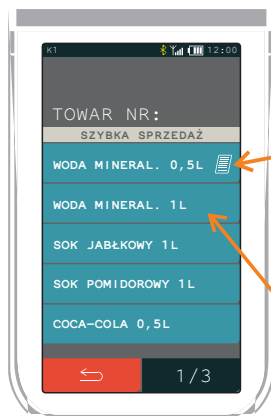 K1 12:00
TOWAR NR:
SZYBKA SPRZEDAŻ
WODA MINERAL. 0,5L
WODA MINERAL. 1L
SOK JABŁKOWY 1L
SOK POMIDOROWY 1L
COCA-COLA 0,5L
1/3